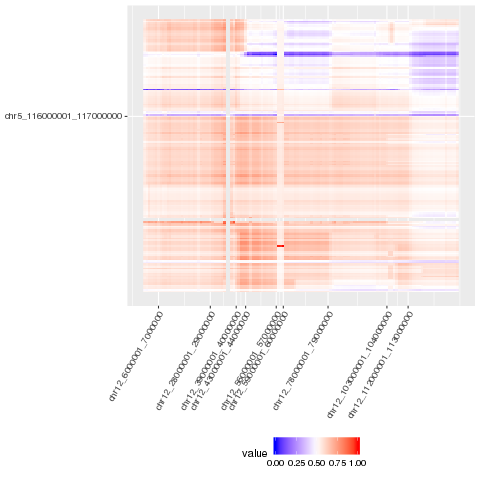 chr5_116000001_117000000
chr12_6000001_7000000
chr12_28000001_29000000
chr12_39000001_40000000
chr12_43000001_44000000
chr12_56000001_57000000
chr12_59000001_60000000
chr12_78000001_79000000
chr12_103000001_104000000
chr12_112000001_113000000
value
0.00 0.25 0.50 0.75 1.00